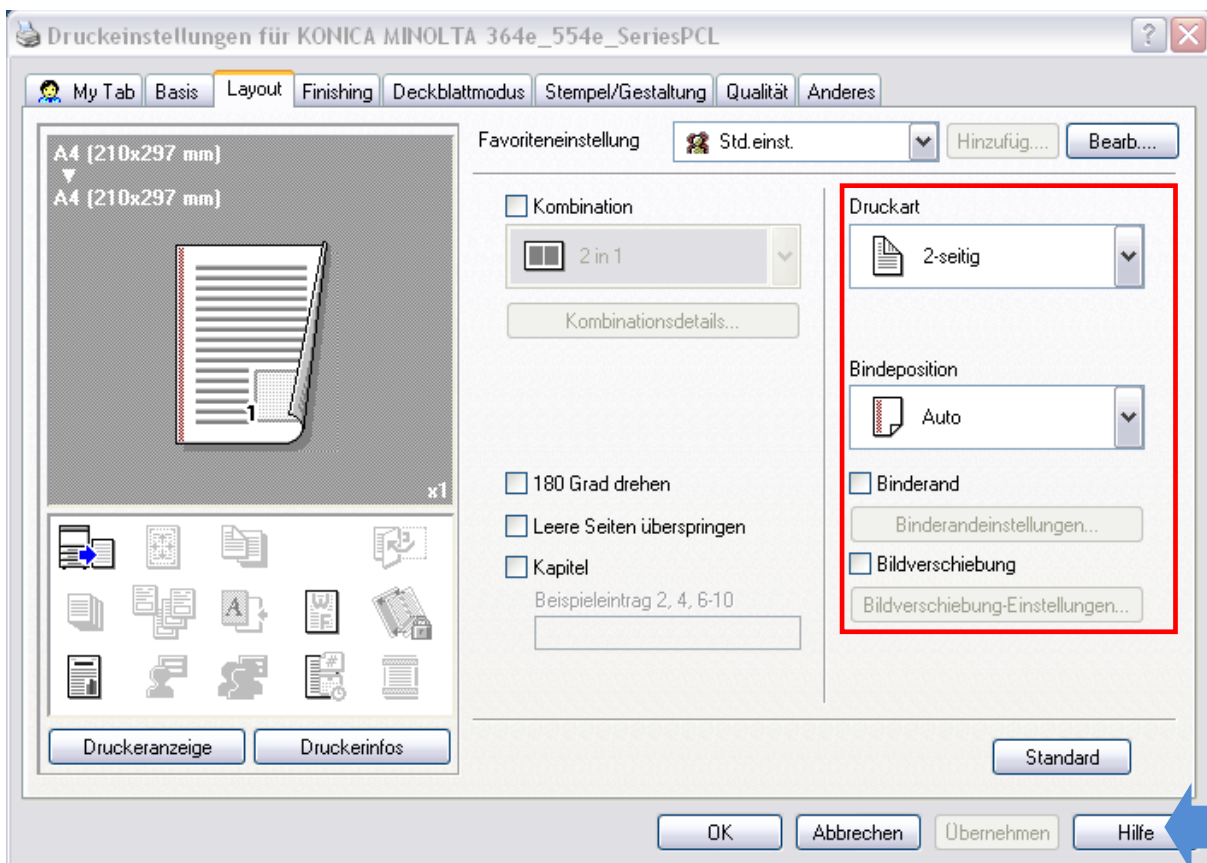 Druckeinstellungen für KONICA MINOLTA 364e_554e_SeriesPCL
My Tab Basis Layout Finishing Deckblattmodus Stempel/Gestaltung Qualität Anderes
A4 (210x297 mm)
A4 (210x297 mm)
1
x1
Druckeranzeige Druckerinfos
Favoriteneinstellung Std.einst. Hinzufüg.... Bearb....
Kombination
2 in 1
Kombinationsdetails...
180 Grad drehen
Leere Seiten überspringen
Kapitel
Beispieleintrag 2, 4, 6-10
Druckart
2-seitig
Bindeposition
Auto
Binderand
Binderandeinstellungen...
Bildverschiebung
Bildverschiebung-Einstellungen...
Standard
OK Abbrechen Übernehmen Hilfe